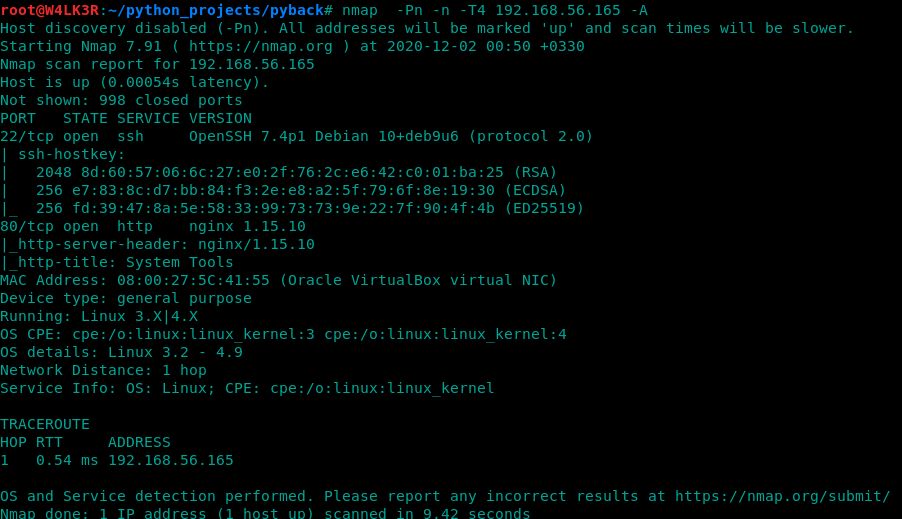 root@W4LK3R:~/python_projects/pyback# nmap  -Pn -n -T4 192.168.56.165 -A
Host discovery disabled (-Pn). All addresses will be marked 'up' and scan times will be slower.
Starting Nmap 7.91 ( https://nmap.org ) at 2020-12-02 00:50 +0330
Nmap scan report for 192.168.56.165
Host is up (0.00054s latency).
Not shown: 998 closed ports
PORT   STATE SERVICE VERSION
22/tcp open  ssh     OpenSSH 7.4p1 Debian 10+deb9u6 (protocol 2.0)
| ssh-hostkey:
|   2048 8d:60:57:06:6c:27:e0:2f:76:2c:e6:42:c0:01:ba:25 (RSA)
|   256 e7:83:8c:d7:bb:84:f3:2e:e8:a2:5f:79:6f:8e:19:30 (ECDSA)
|_  256 fd:39:47:8a:5e:58:33:99:73:73:9e:22:7f:90:4f:4b (ED25519)
80/tcp open  http    nginx 1.15.10
|_http-server-header: nginx/1.15.10
|_http-title: System Tools
MAC Address: 08:00:27:5C:41:55 (Oracle VirtualBox virtual NIC)
Device type: general purpose
Running: Linux 3.X|4.X
OS CPE: cpe:/o:linux:linux_kernel:3 cpe:/o:linux:linux_kernel:4
OS details: Linux 3.2 - 4.9
Network Distance: 1 hop
Service Info: OS: Linux; CPE: cpe:/o:linux:linux_kernel
TRACEROUTE
HOP RTT     ADDRESS
1   0.54 ms 192.168.56.165
OS and Service detection performed. Please report any incorrect results at https://nmap.org/submit/
Nmap done: 1 IP address (1 host up) scanned in 9.42 seconds